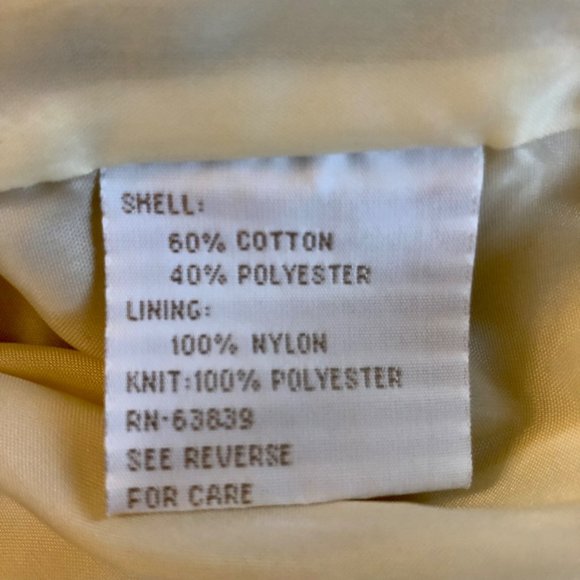 SHELL:
60% COTTON
40% POLYESTER
LINING:
100% NYLON
KNIT:100% POLYESTER
RN-63839
SEE REVERSE
FOR CARE